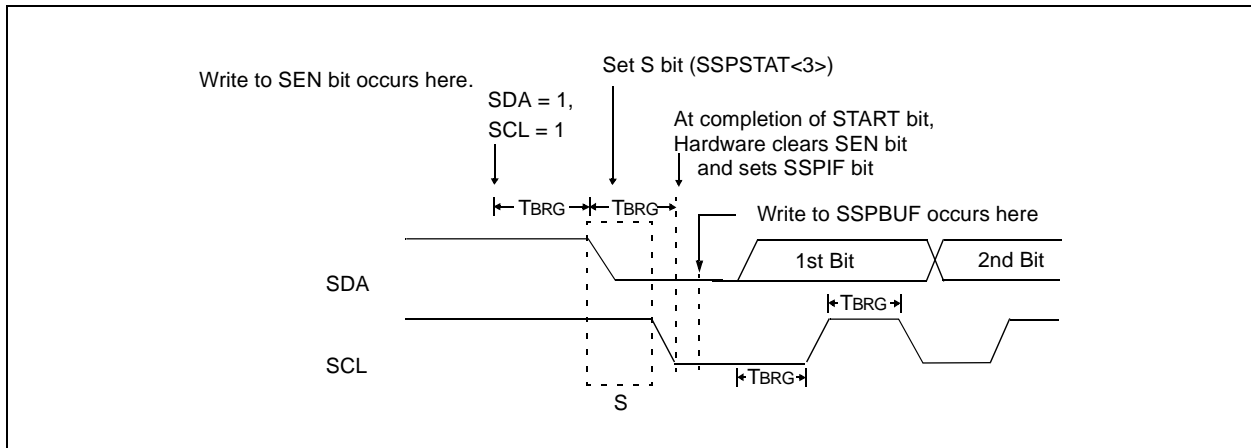 Write to SEN bit occurs here.
Set S bit (SSPSTAT<3>)
SDA = 1,
SCL = 1
At completion of START bit,
Hardware clears SEN bit
and sets SSPIF bit
TBRG
TBRG
Write to SSPBUF occurs here
SDA
1st Bit
2nd Bit
TBRG
SCL
TBRG
S